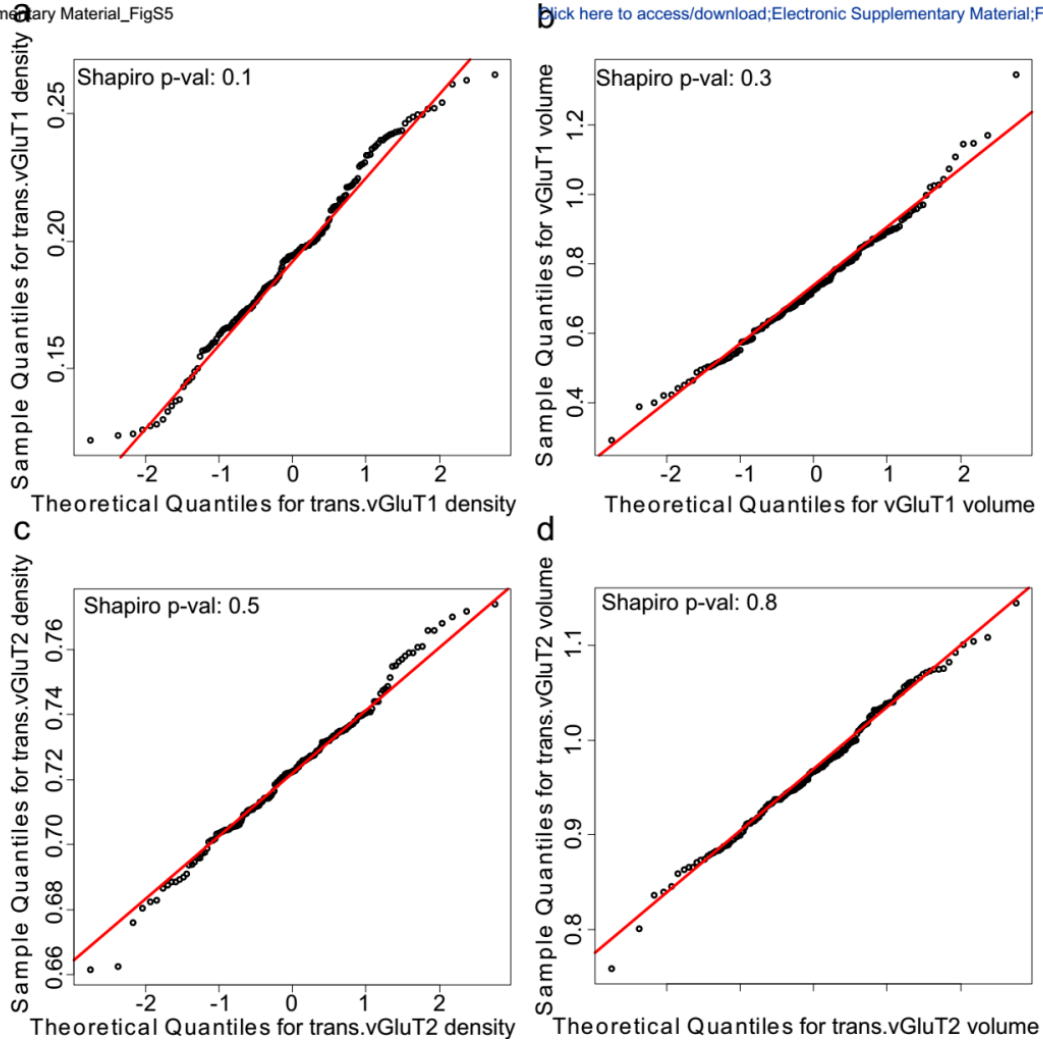 mentary Material_FigS5
Click here to access/download;Electronic Supplementary Material;F
a
Shapiro p-val: 0.1
Sample Quantiles for trans.vGluT1 density
0.25
0.20
0.15
-2 -1 0 1 2
Theoretical Quantiles for trans.vGluT1 density
b
Shapiro p-val: 0.3
Sample Quantiles for vGluT1 volume
1.2
1.0
0.8
0.6
0.4
-2 -1 0 1 2
Theoretical Quantiles for vGluT1 volume
c
Shapiro p-val: 0.5
Sample Quantiles for trans.vGluT2 density
0.76
0.74
0.72
0.70
0.68
0.66
-2 -1 0 1 2
Theoretical Quantiles for trans.vGluT2 density
d
Shapiro p-val: 0.8
Sample Quantiles for trans.vGluT2 volume
1.1
1.0
0.9
0.8
Theoretical Quantiles for trans.vGluT2 volume